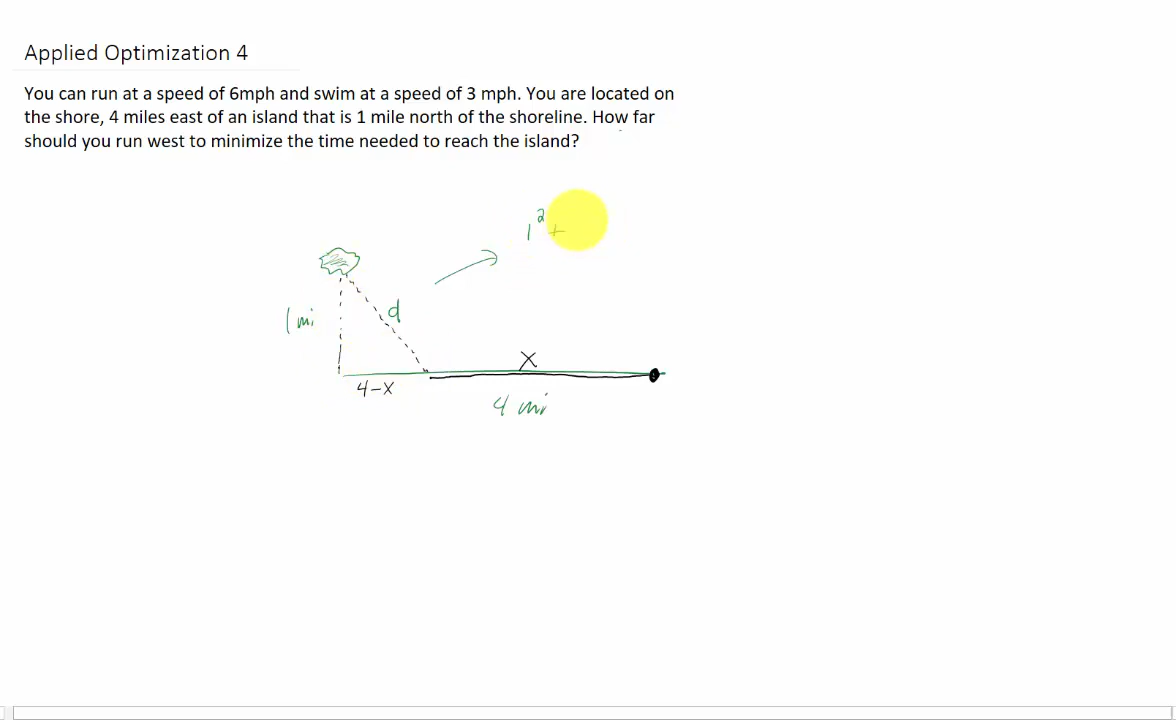 Applied Optimization 4
You can run at a speed of 6mph and swim at a speed of 3 mph. You are located on
the shore, 4 miles east of an island that is 1 mile north of the shoreline. How far
should you run west to minimize the time needed to reach the island?
1² +
1 mi
d
X
4-X
4 mi